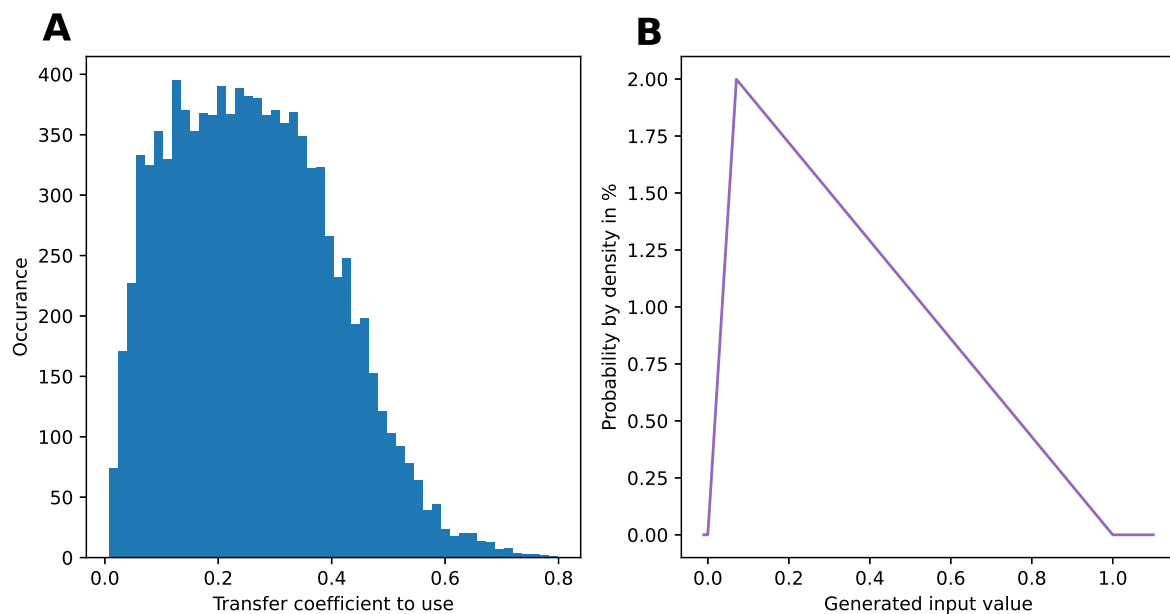 A
400
350
300
250
200
150
100
50
0
Occurance
0.0 0.2 0.4 0.6 0.8
Transfer coefficient to use
B
2.00
1.75
1.50
1.25
1.00
0.75
0.50
0.25
0.00
Probability by density in %
0.0 0.2 0.4 0.6 0.8 1.0
Generated input value